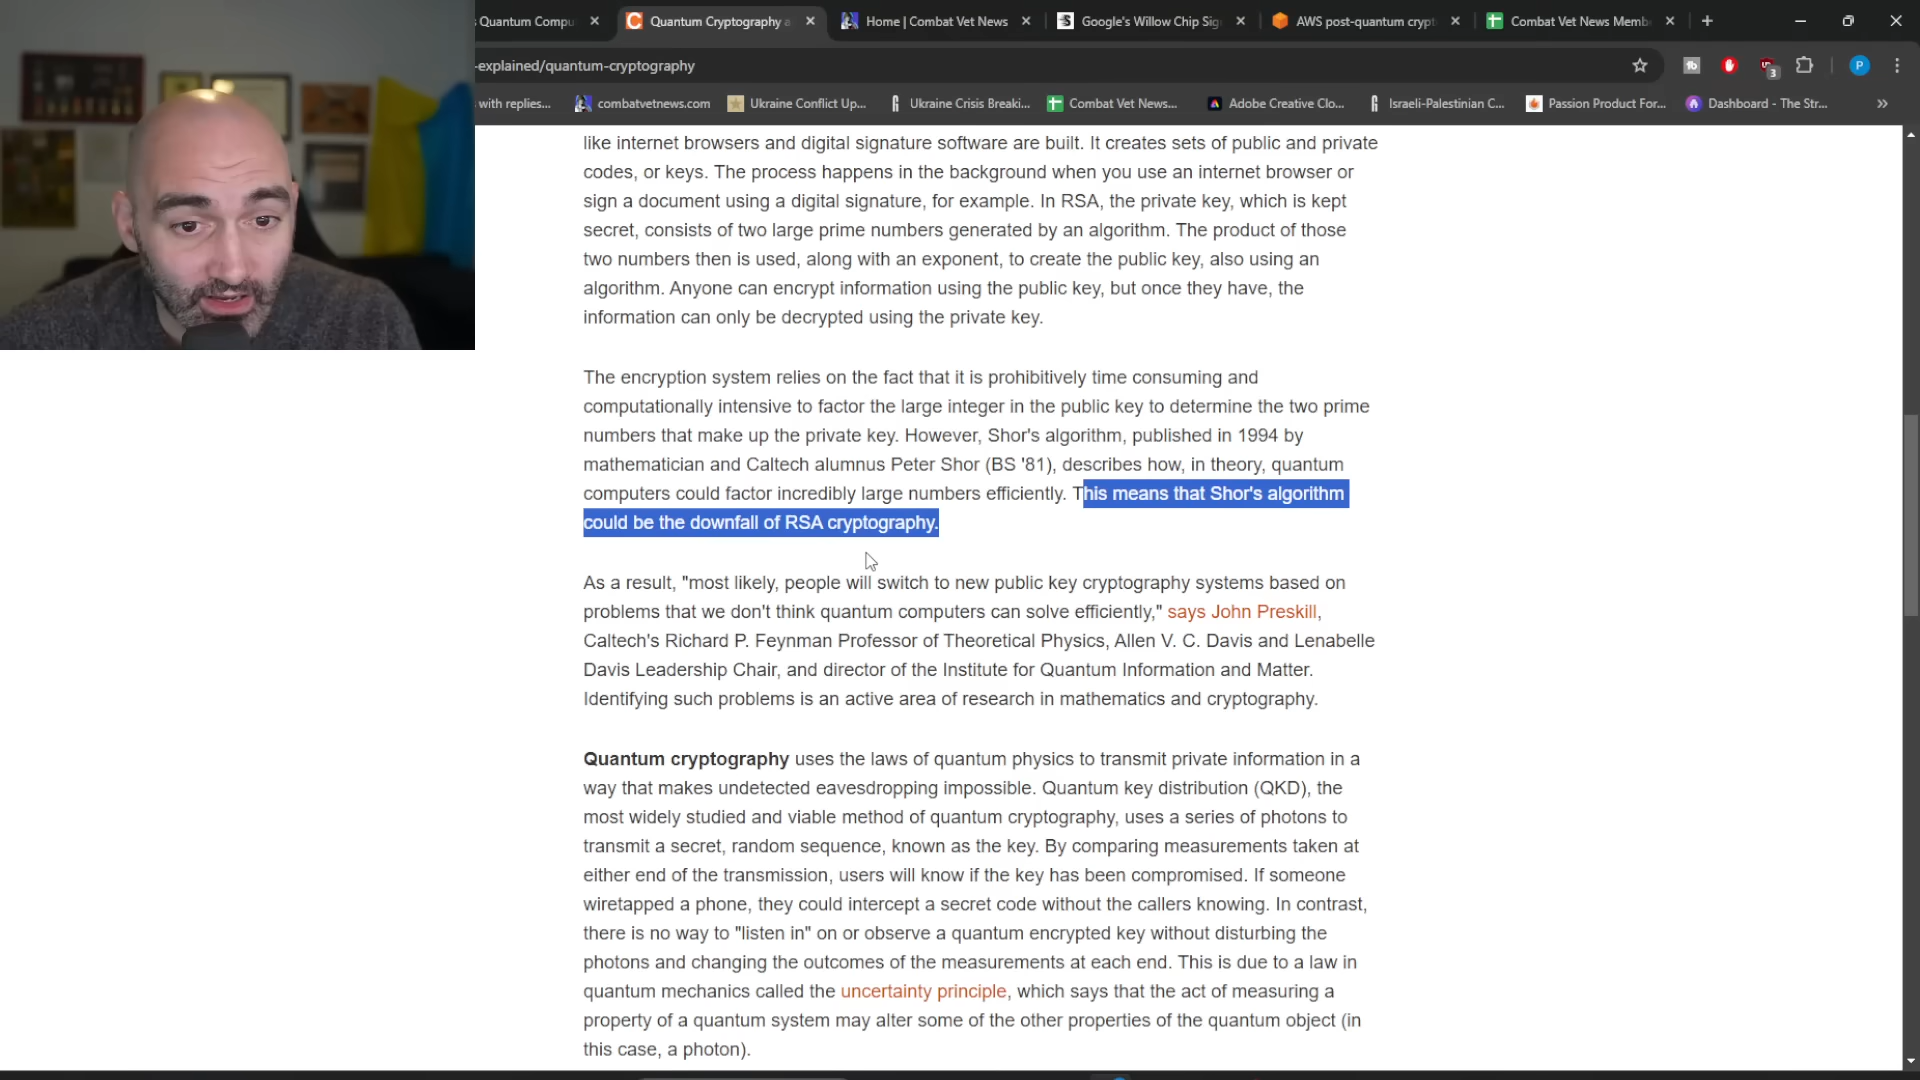 s Quantum Compu
Quantum Cryptography a
Home | Combat Vet News
Google's Willow Chip Sig
AWS post-quantum crypt
Combat Vet News Memb
-explained/quantum-cryptography
3
P
with replies...
combatvetnews.com
Ukraine Conflict Up...
Ukraine Crisis Breaki...
Combat Vet News...
Adobe Creative Clo...
Israeli-Palestinian C...
Passion Product For...
Dashboard - The Str...
like internet browsers and digital signature software are built. It creates sets of public and private
codes, or keys. The process happens in the background when you use an internet browser or
sign a document using a digital signature, for example. In RSA, the private key, which is kept
secret, consists of two large prime numbers generated by an algorithm. The product of those
two numbers then is used, along with an exponent, to create the public key, also using an
algorithm. Anyone can encrypt information using the public key, but once they have, the
information can only be decrypted using the private key.
The encryption system relies on the fact that it is prohibitively time consuming and
computationally intensive to factor the large integer in the public key to determine the two prime
numbers that make up the private key. However, Shor's algorithm, published in 1994 by
mathematician and Caltech alumnus Peter Shor (BS '81), describes how, in theory, quantum
computers could factor incredibly large numbers efficiently. This means that Shor's algorithm
could be the downfall of RSA cryptography.
As a result, "most likely, people will switch to new public key cryptography systems based on
problems that we don't think quantum computers can solve efficiently," says John Preskill,
Caltech's Richard P. Feynman Professor of Theoretical Physics, Allen V. C. Davis and Lenabelle
Davis Leadership Chair, and director of the Institute for Quantum Information and Matter.
Identifying such problems is an active area of research in mathematics and cryptography.
Quantum cryptography uses the laws of quantum physics to transmit private information in a
way that makes undetected eavesdropping impossible. Quantum key distribution (QKD), the
most widely studied and viable method of quantum cryptography, uses a series of photons to
transmit a secret, random sequence, known as the key. By comparing measurements taken at
either end of the transmission, users will know if the key has been compromised. If someone
wiretapped a phone, they could intercept a secret code without the callers knowing. In contrast,
there is no way to "listen in" on or observe a quantum encrypted key without disturbing the
photons and changing the outcomes of the measurements at each end. This is due to a law in
quantum mechanics called the uncertainty principle, which says that the act of measuring a
property of a quantum system may alter some of the other properties of the quantum object (in
this case, a photon).